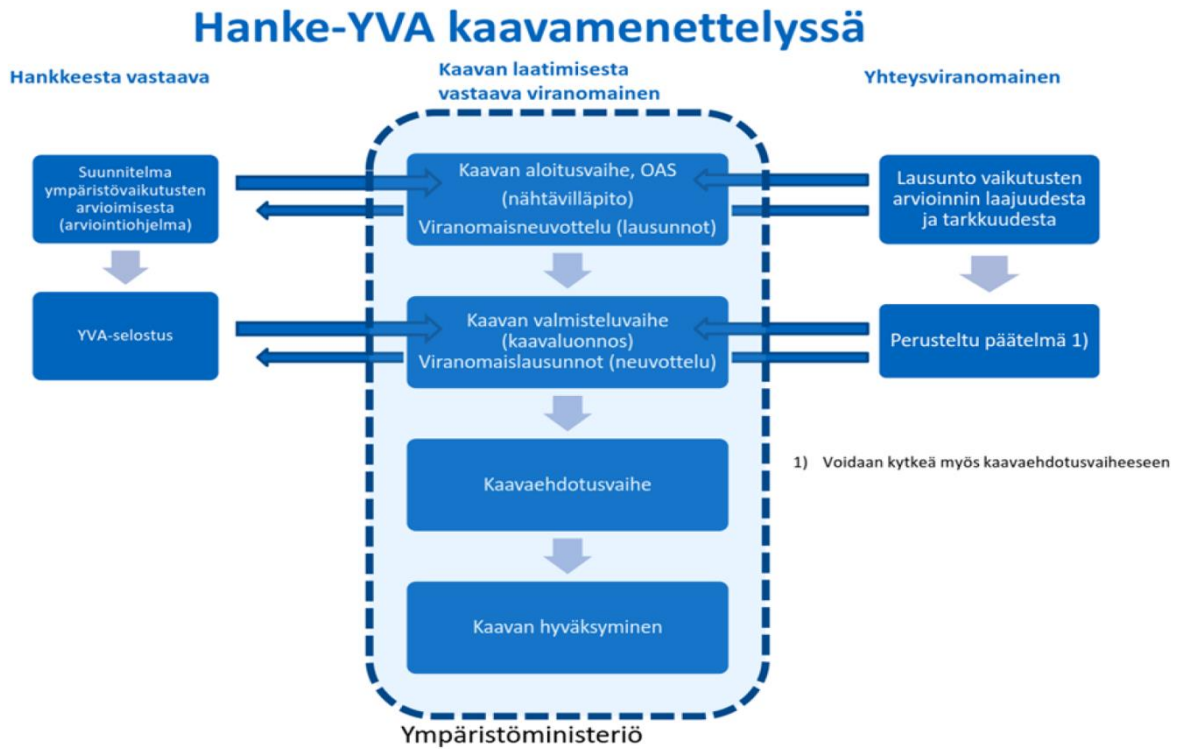 Hanke-YVA kaavamenettelyssä
Hankkeesta vastaava
Kaavan laatimisesta
vastaava viranomainen
Yhteysviranomainen
Suunnitelma
ympäristövaikutusten
arvioimisesta
(arviointiohjelma)
Kaavan aloitusvaihe, OAS
(nähtävilläpito)
Viranomaisneuvottelu (lausunnot)
Lausunto vaikutusten
arvioinnin laajuudesta
ja tarkkuudesta
YVA-selostus
Kaavan valmisteluvaihe
(kaavaluonnos)
Viranomaislausunnot (neuvottelu)
Perusteltu päätelmä 1)
1) Voidaan kytkeä myös kaavaehdotusvaiheeseen
Kaavaehdotusvaihe
Kaavan hyväksyminen
Ympäristöministeriö